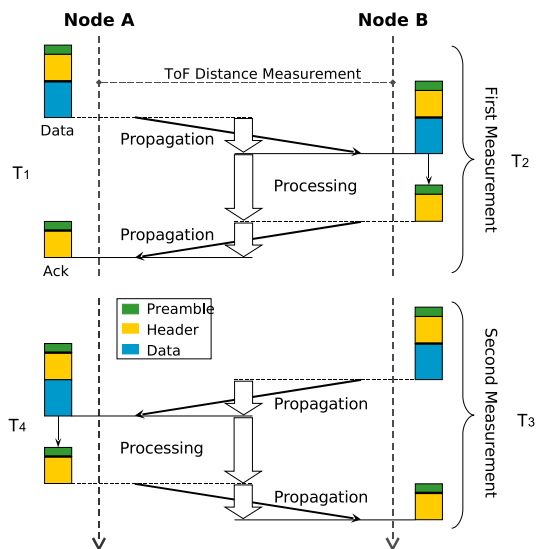 Node A
Node B
ToF Distance Measurement
Data
Propagation
T1
Processing
T2
First Measurement
Propagation
Ack
Preamble
Header
Data
Propagation
T4
Processing
T3
Second Measurement
Propagation